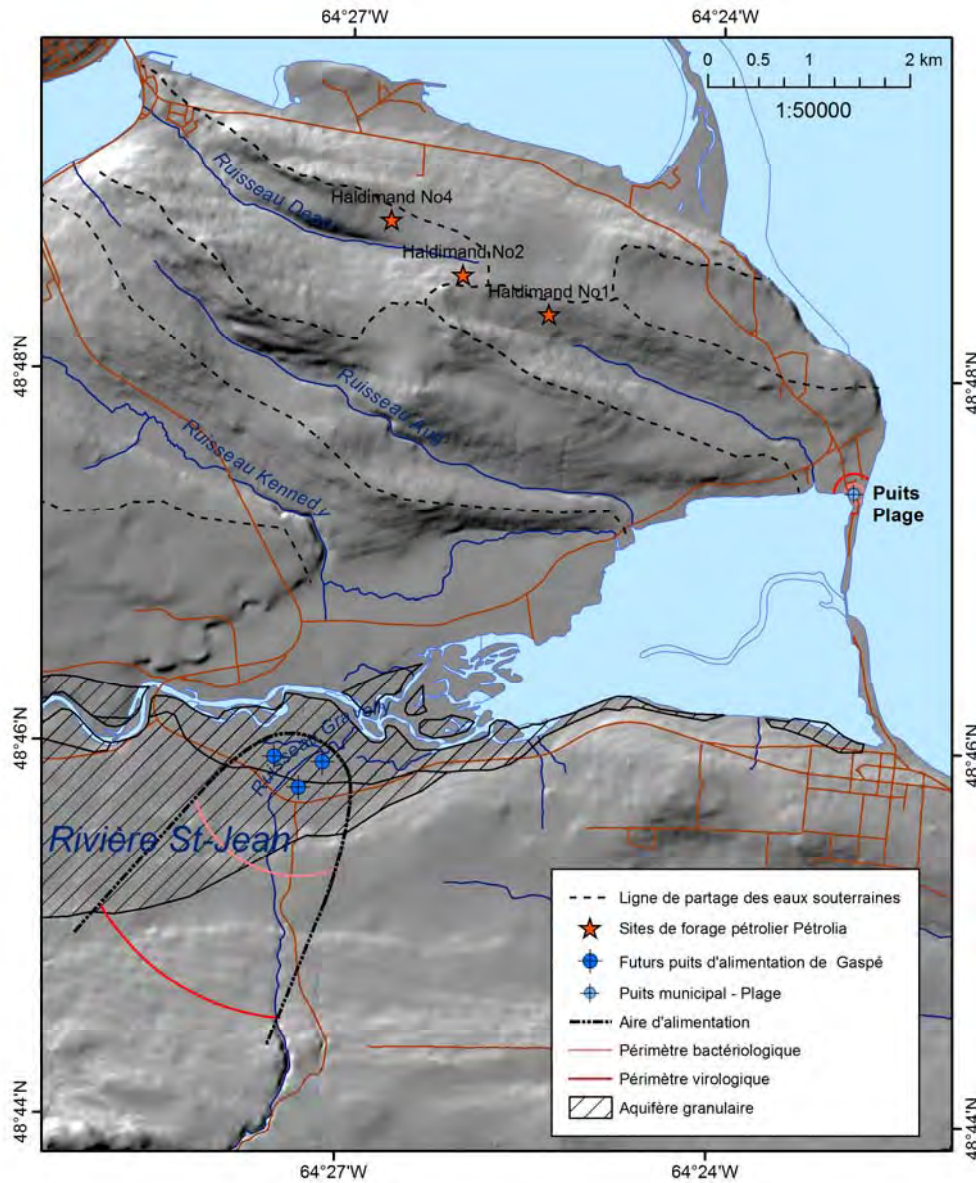 64°27'W
64°24'W
0 0.5 1 2 km
1:50000
Ruisseau Dean
Haldimand No4
Haldimand No2
Haldimand No1
48°48'N
48°48'N
Ruisseau
Ruisseau Kennedy
Puits
Plage
48°46'N
48°46'N
Ruisseau Gravelly
Rivière St-Jean
Ligne de partage des eaux souterraines
Sites de forage pétrolier Pétrolia
Futurs puits d'alimentation de Gaspé
Puits municipal - Plage
Aire d'alimentation
Périmètre bactériologique
Périmètre virologique
Aquifère granulaire
48°44'N
48°44'N
64°27'W
64°24'W